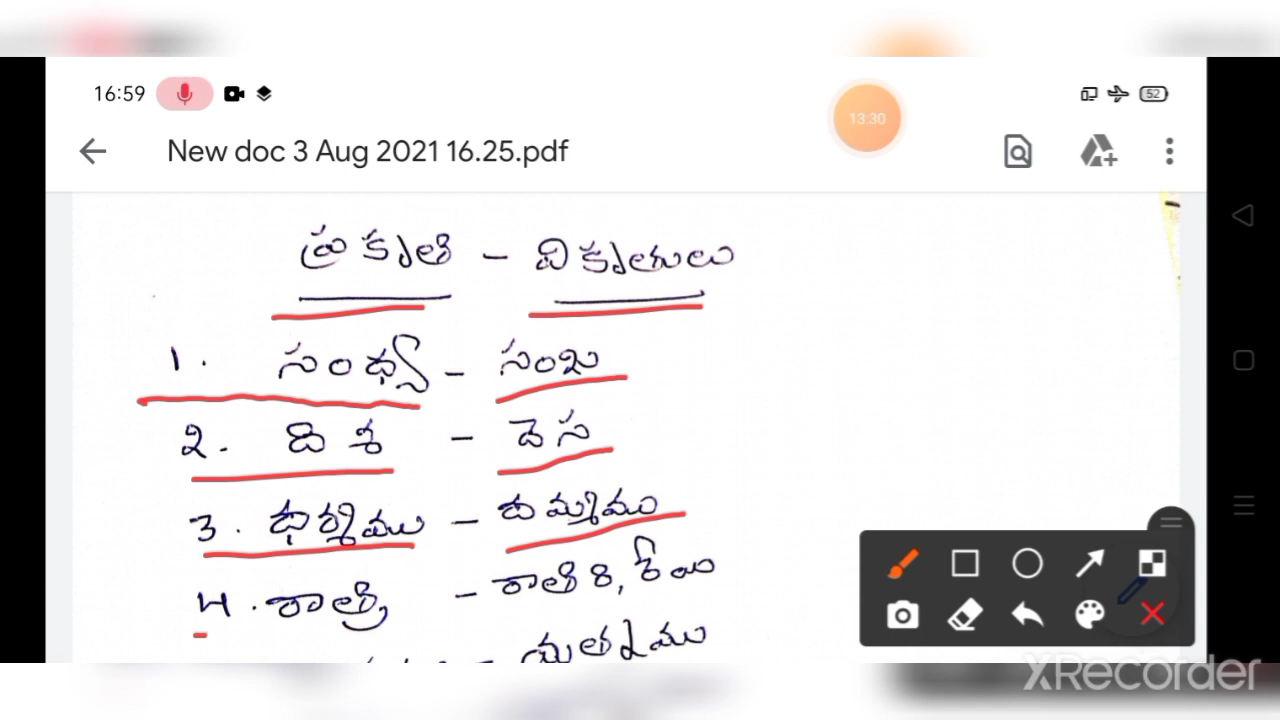 16:59
13:30
52
New doc 3 Aug 2021 16.25.pdf
ప్రకృతి - వికృతులు
1. సంధ్య - సంజ
2. దిశ - దెస
3. ధర్మము - దమ్మము
4. రాత్రి - రాతిరి, రేయి
XRecorder